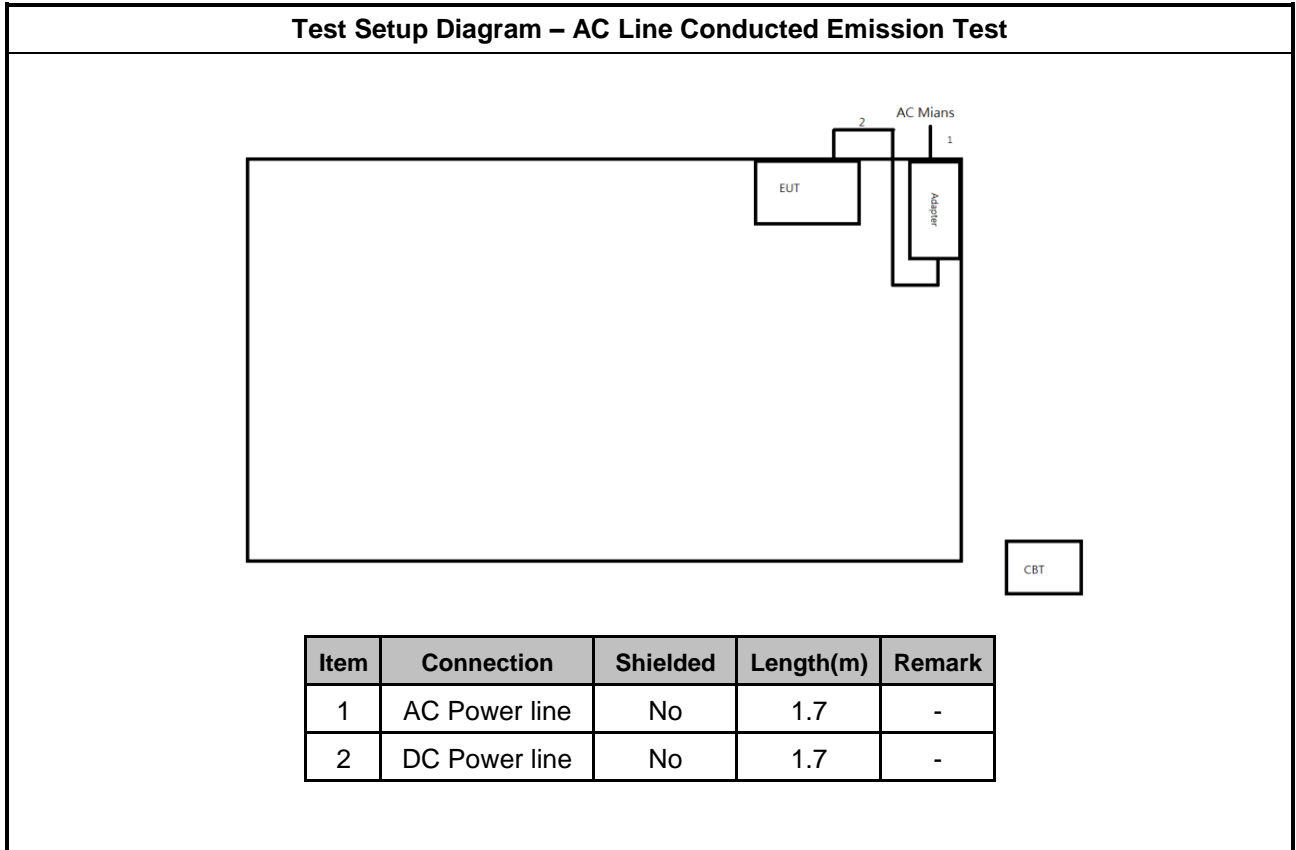 Test Setup Diagram – AC Line Conducted Emission Test
AC Mians
2
1
EUT
Adapter
CBT
Item Connection Shielded Length(m) Remark
1 AC Power line No 1.7 -
2 DC Power line No 1.7 -